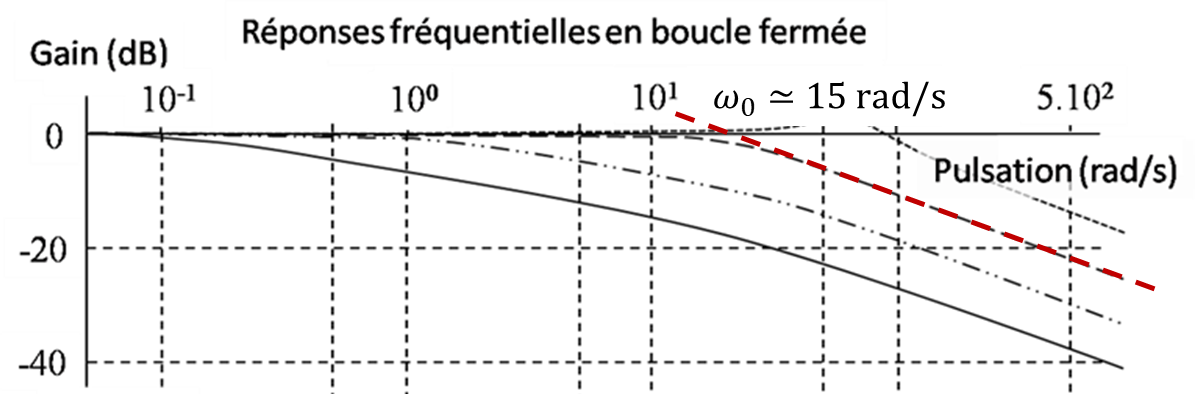 Réponses fréquentielles en boucle fermée
Gain (dB)
10⁻¹ 10⁰ 10¹ ω₀ ≃ 15 rad/s 5.10²
0
Pulsation (rad/s)
-20
-40